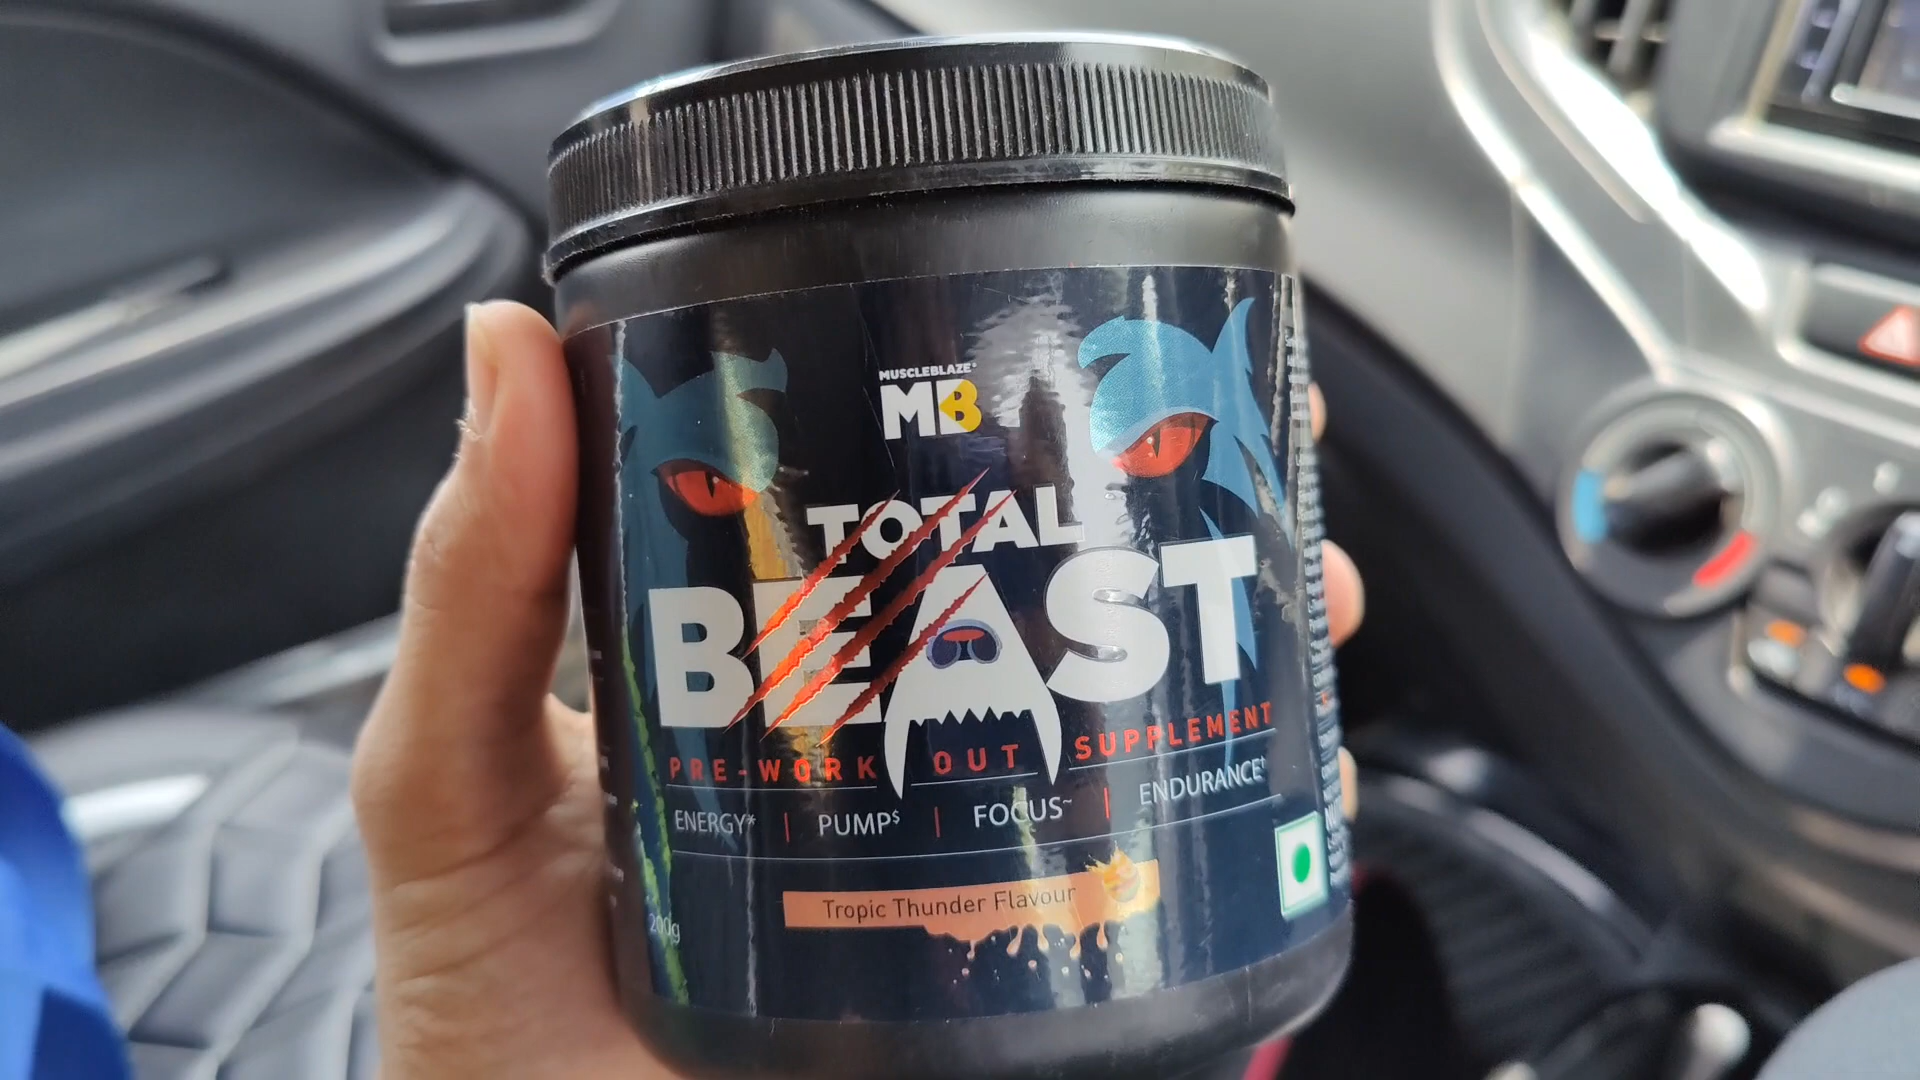 MUSCLEBLAZE®
MB
TOTAL
BEAST
PRE-WORKOUT SUPPLEMENT
ENERGY* | PUMP$ | FOCUS~ | ENDURANCE†
Tropic Thunder Flavour
200g